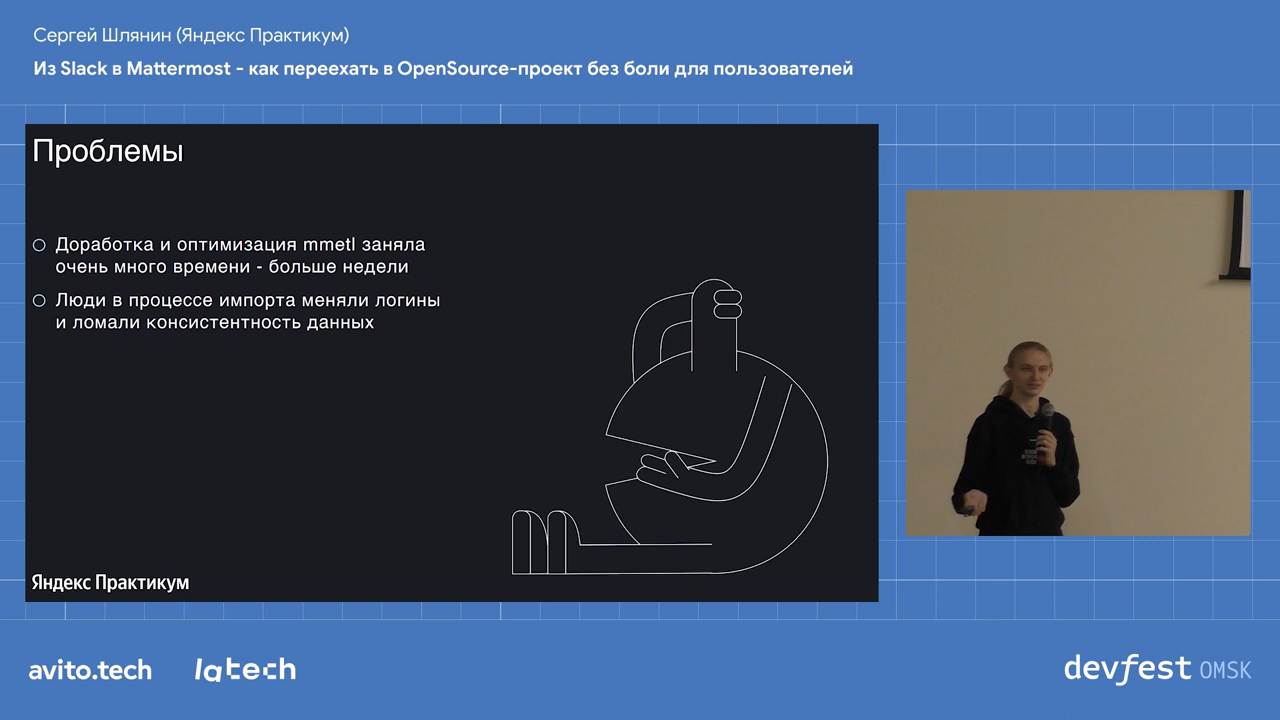 Сергей Шлянин (Яндекс Практикум)
Из Slack в Mattermost - как переехать в OpenSource-проект без боли для пользователей
Проблемы
Доработка и оптимизация mmetl заняла
очень много времени - больше недели
Люди в процессе импорта меняли логины
и ломали консистентность данных
Яндекс Практикум
avito.tech
latech
devfest OMSK